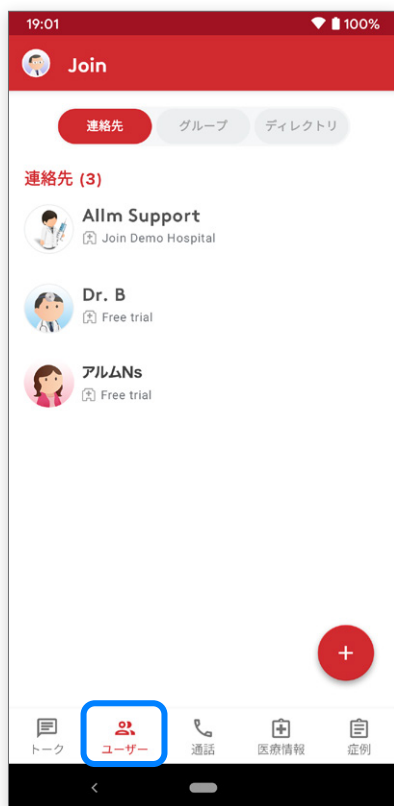 19:01 100%
Join
連絡先 グループ ディレクトリ
連絡先 (3)
Allm Support
Join Demo Hospital
Dr. B
Free trial
アルムNs
Free trial
トーク ユーザー 通話 医療情報 症例